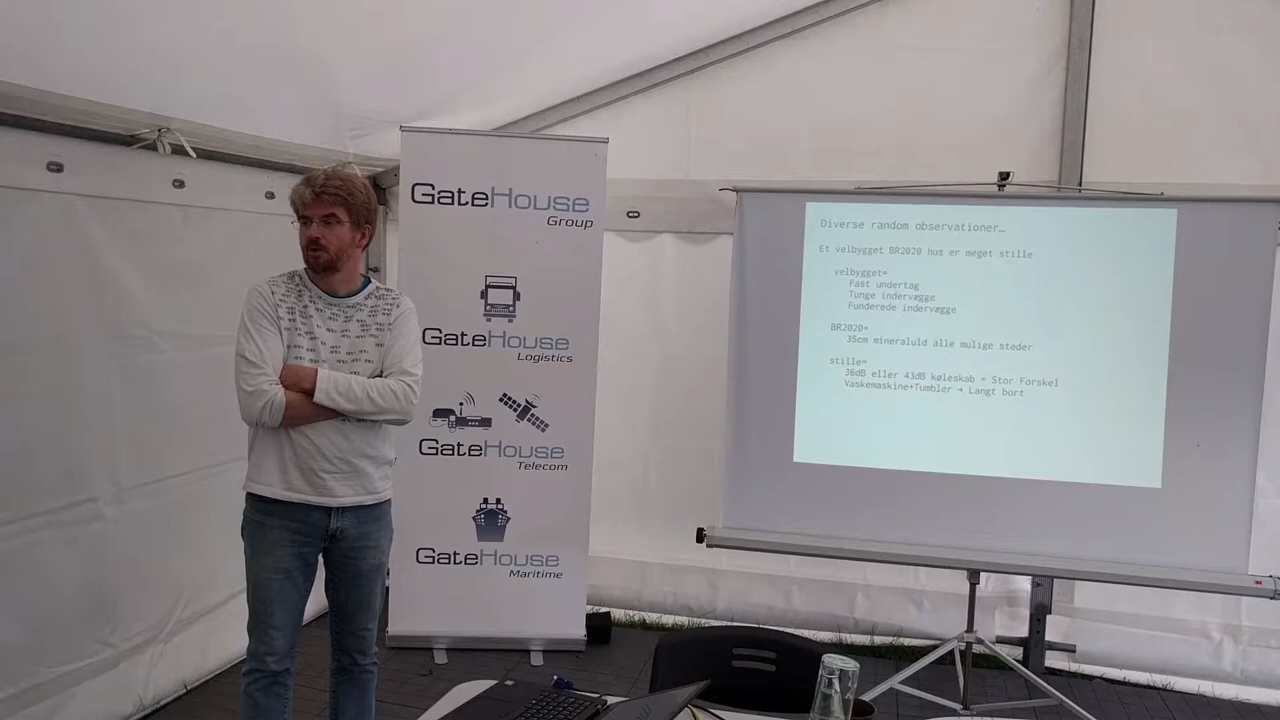 GateHouse
Group
GateHouse
Logistics
GateHouse
Telecom
GateHouse
Maritime
Diverse random observationer…
Et velbygget BR2020 hus er meget stille
velbygget=
Fast undertag
Tunge indervægge
Funderede indervægge
BR2020=
35cm mineraluld alle mulige steder
stille=
36dB eller 43dB køleskab = Stor Forskel
Vaskemaskine+Tumbler → Langt bort